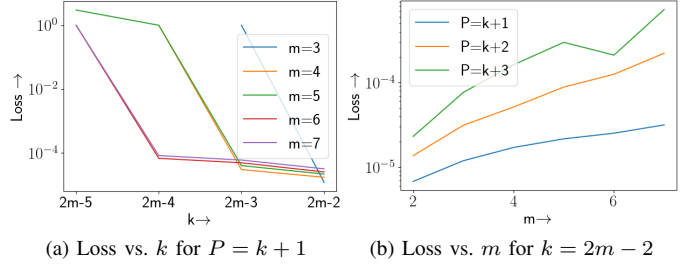 10⁰
10⁻²
10⁻⁴
Loss →
2m-5
2m-4
2m-3
2m-2
k→
m=3
m=4
m=5
m=6
m=7
(a) Loss vs. k for P = k + 1
10⁻⁴
10⁻⁵
Loss →
2
4
6
m→
P=k+1
P=k+2
P=k+3
(b) Loss vs. m for k = 2m − 2